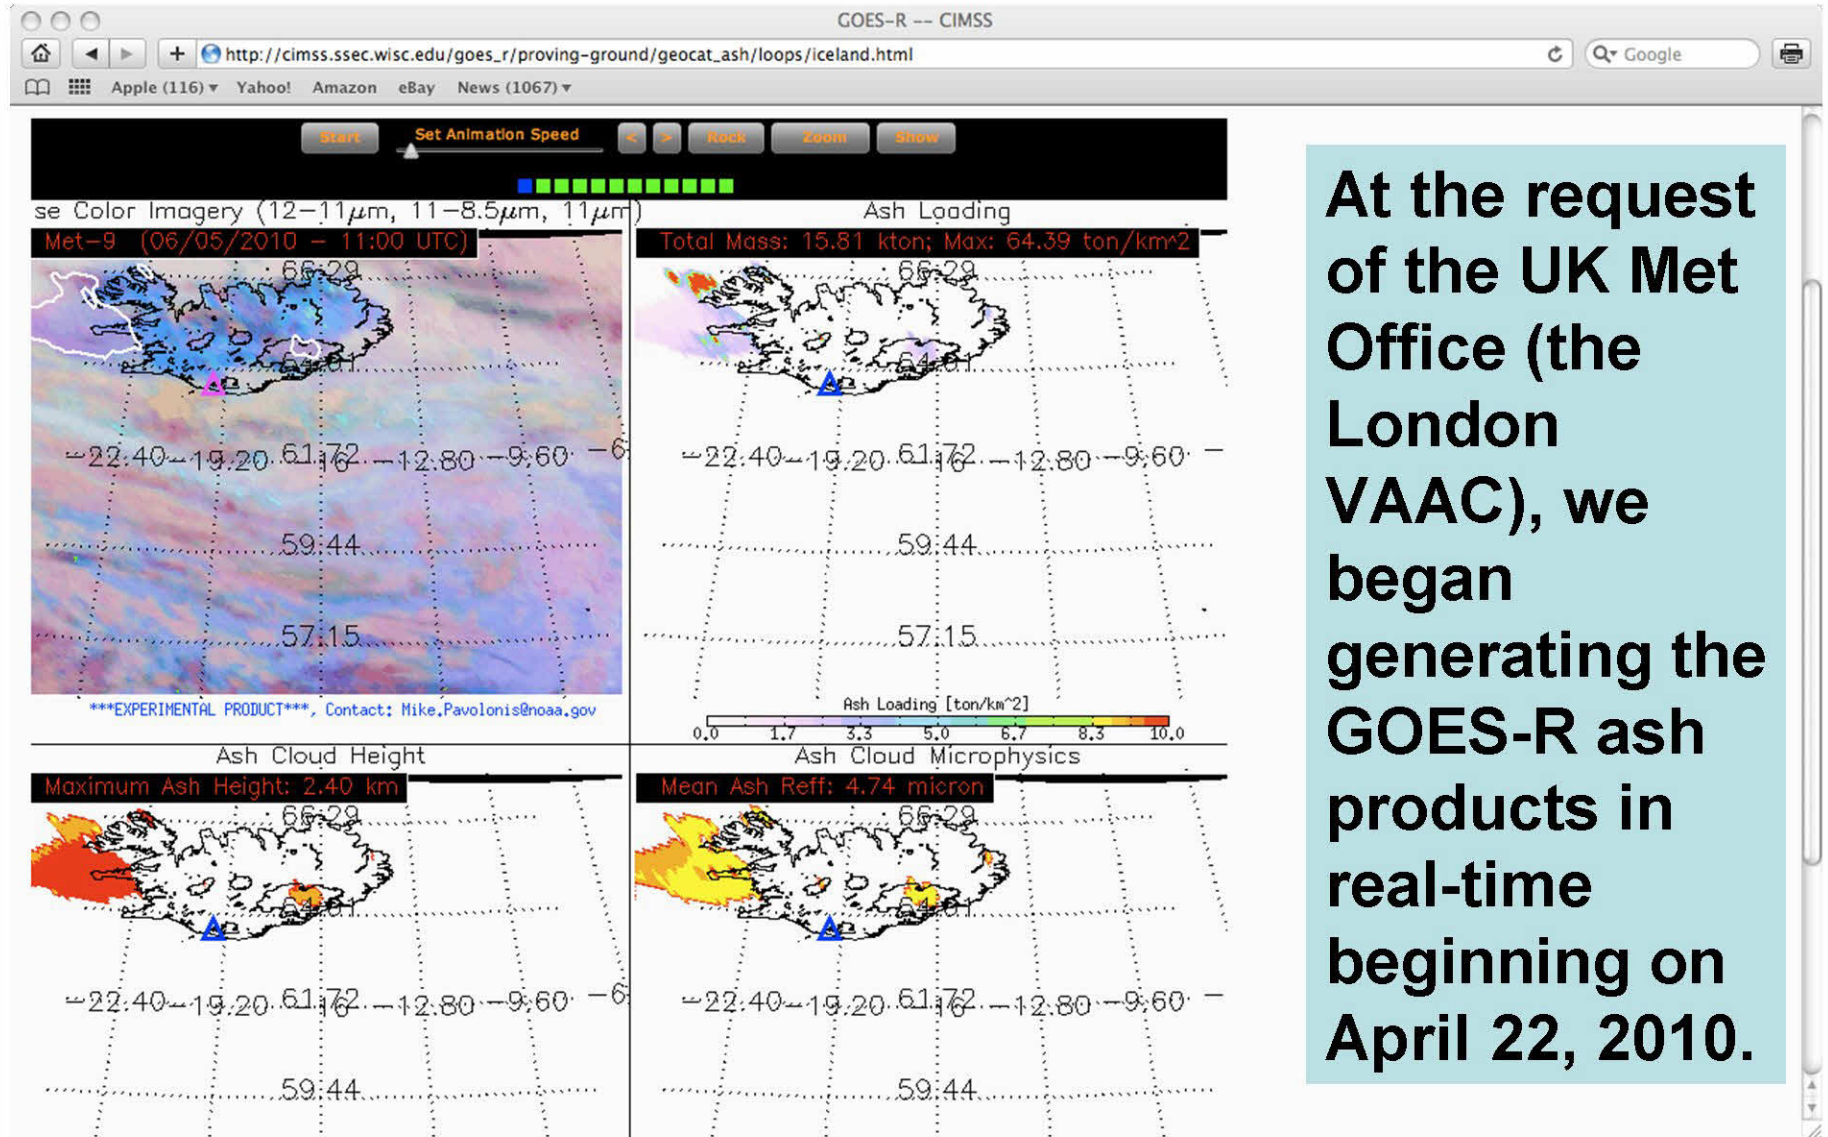 GOES-R -- CIMSS
http://cimss.ssec.wisc.edu/goes_r/proving-ground/geocat_ash/loops/iceland.html
Google
Apple (116) Yahoo! Amazon eBay News (1067)
Start Set Animation Speed < > Rock Zoom Show
se Color Imagery (12-11μm, 11-8.5μm, 11μm)
Met-9 (06/05/2010 - 11:00 UTC)
66.29
-22.40 -19.20 61.72 -12.80 -9.60 -6
59.44
57.15
***EXPERIMENTAL PRODUCT***, Contact: Mike.Pavolonis@noaa.gov
Ash Loading
Total Mass: 15.81 kton; Max: 64.39 ton/km^2
66.29
-22.40 -19.20 61.72 -12.80 -9.60 -
59.44
57.15
Ash Loading [ton/km^2]
0.0 1.7 3.3 5.0 6.7 8.3 10.0
Ash Cloud Height
Maximum Ash Height: 2.40 km
66.29
-22.40 -19.20 61.72 -12.80 -9.60 -6
59.44
Ash Cloud Microphysics
Mean Ash Reff: 4.74 micron
66.29
-22.40 -19.20 61.72 -12.80 -9.60 -
59.44
At the request
of the UK Met
Office (the
London
VAAC), we
began
generating the
GOES-R ash
products in
real-time
beginning on
April 22, 2010.